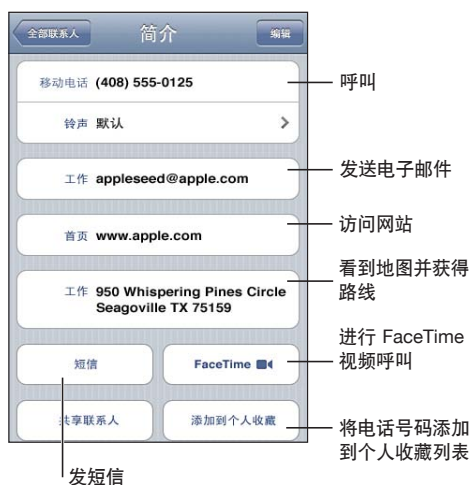 全部联系人 简介 编辑
移动电话 (408) 555-0125
呼叫
铃声 默认
工作 appleseed@apple.com
发送电子邮件
首页 www.apple.com
访问网站
工作 950 Whispering Pines Circle
Seagoville TX 75159
看到地图并获得
路线
短信 FaceTime
进行 FaceTime
视频呼叫
共享联系人 添加到个人收藏
将电话号码添加
到个人收藏列表
发短信